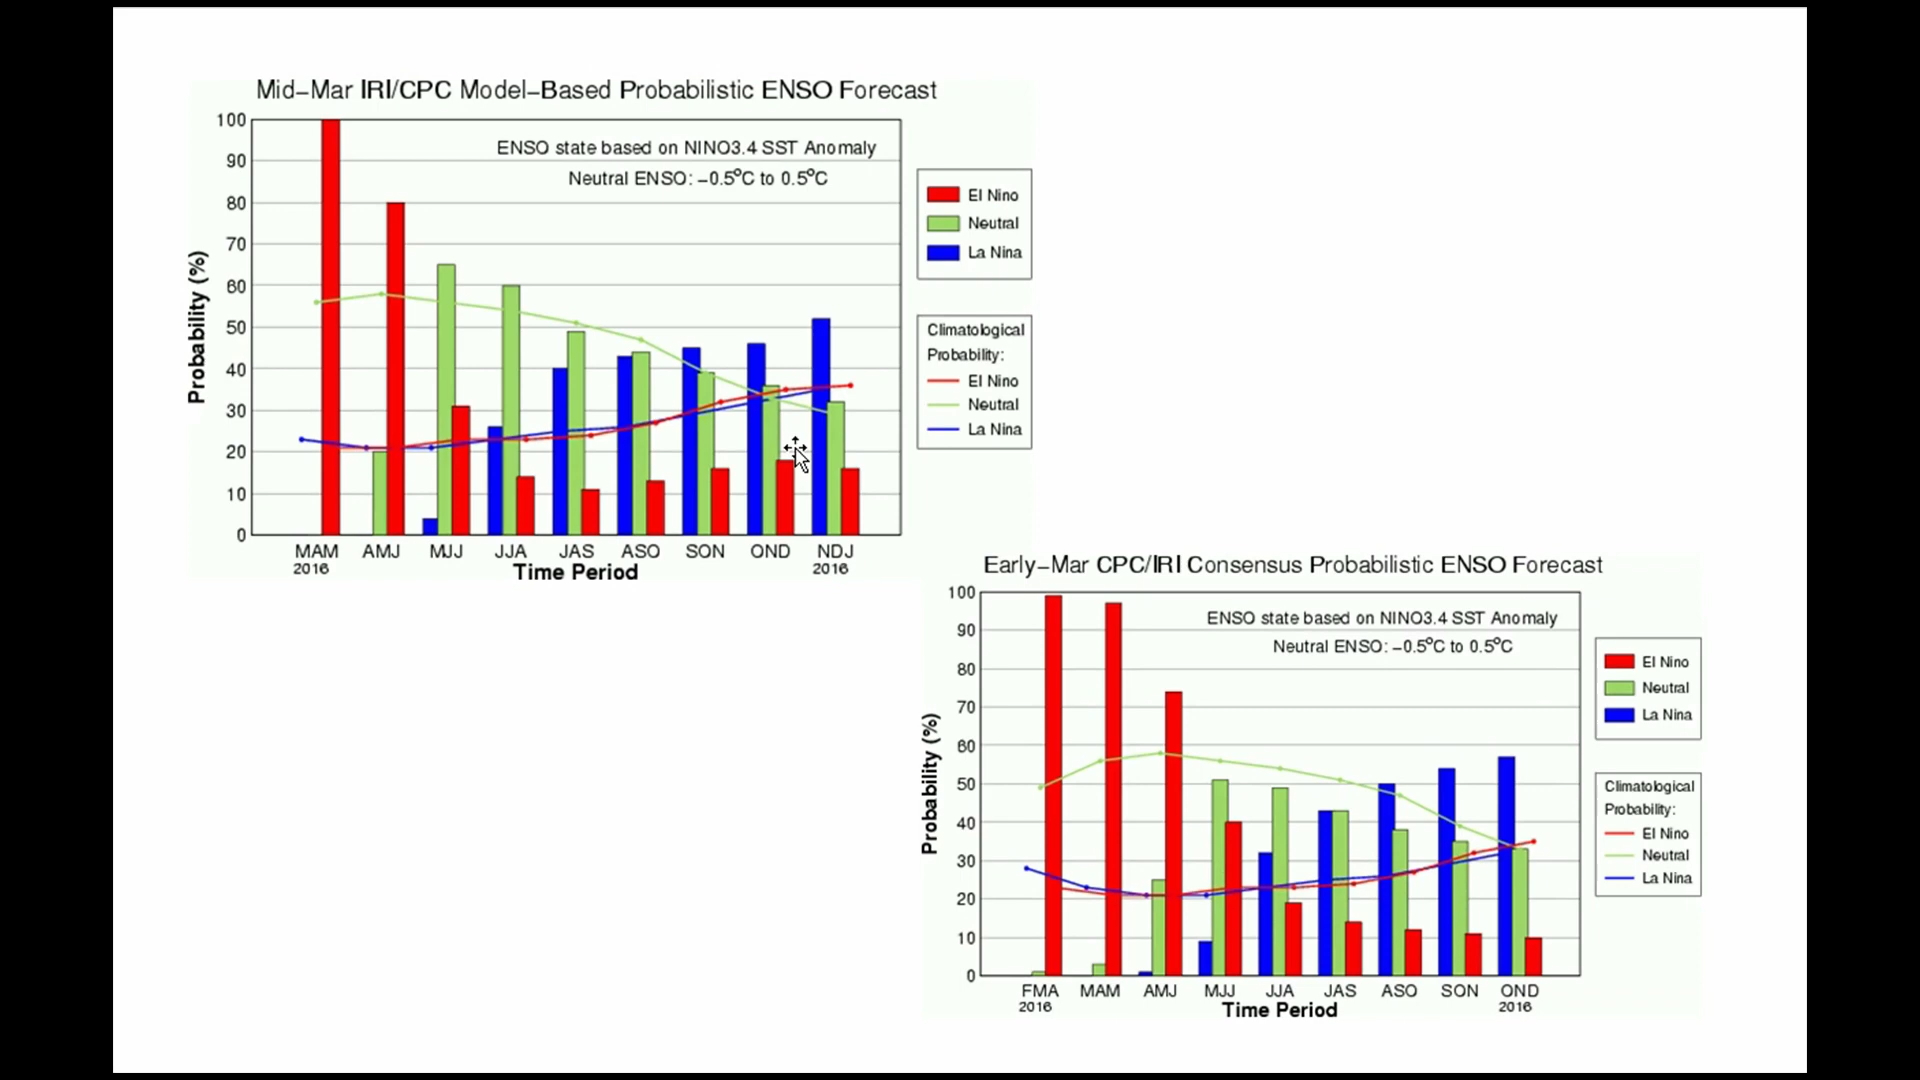 Mid-Mar IRI/CPC Model-Based Probabilistic ENSO Forecast
ENSO state based on NINO3.4 SST Anomaly
Neutral ENSO: -0.5°C to 0.5°C
Probability (%)
100
90
80
70
60
50
40
30
20
10
0
MAM AMJ MJJ JJA JAS ASO SON OND NDJ
2016 2016
Time Period
El Nino
Neutral
La Nina
Climatological
Probability:
El Nino
Neutral
La Nina
Early-Mar CPC/IRI Consensus Probabilistic ENSO Forecast
ENSO state based on NINO3.4 SST Anomaly
Neutral ENSO: -0.5°C to 0.5°C
Probability (%)
100
90
80
70
60
50
40
30
20
10
0
FMA MAM AMJ MJJ JJA JAS ASO SON OND
2016 2016
Time Period
El Nino
Neutral
La Nina
Climatological
Probability:
El Nino
Neutral
La Nina